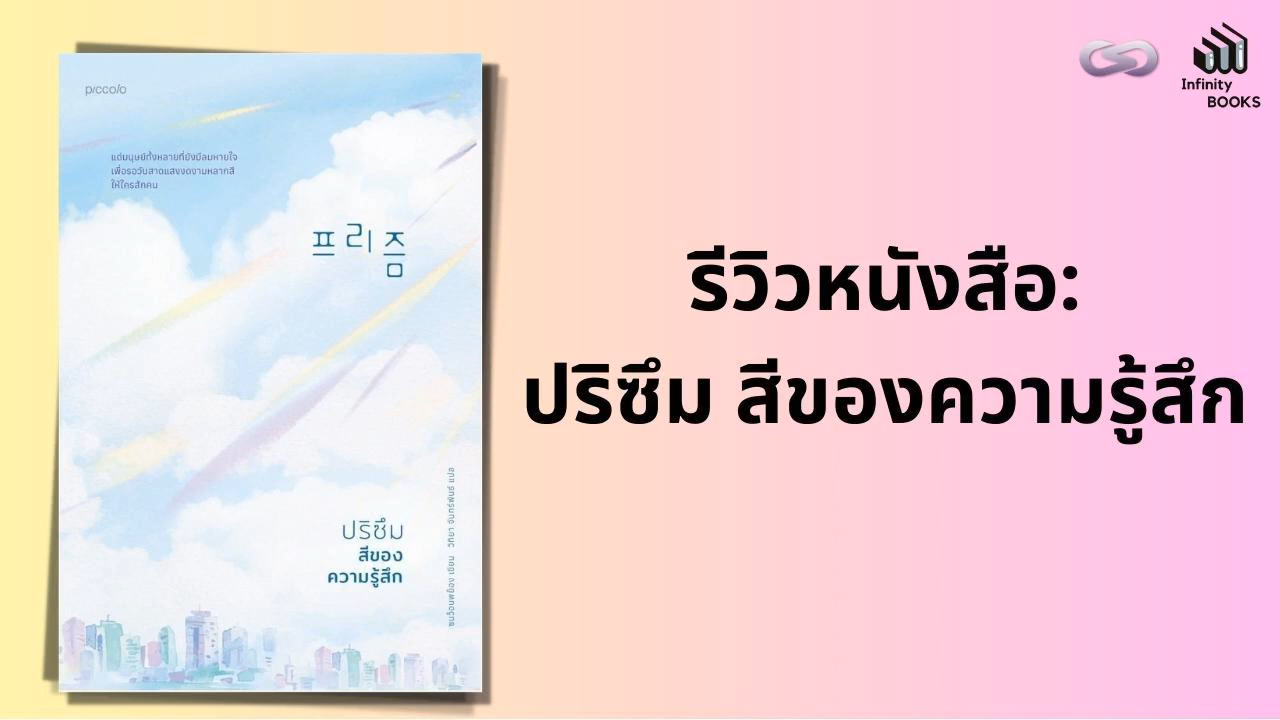 piccolo
แด่มนุษย์ทั้งหลายที่ยังมีลมหายใจ
เพื่อรอวันสาดแสงงดงามหลากสี
ให้ใครสักคน
프리즘
ปริซึม
สีของ
ความรู้สึก
ซนว็อนพย็อง เขียน วิทิยา จันทร์พันธ์ แปล
Infinity
BOOKS
รีวิวหนังสือ:
ปริซึม สีของความรู้สึก